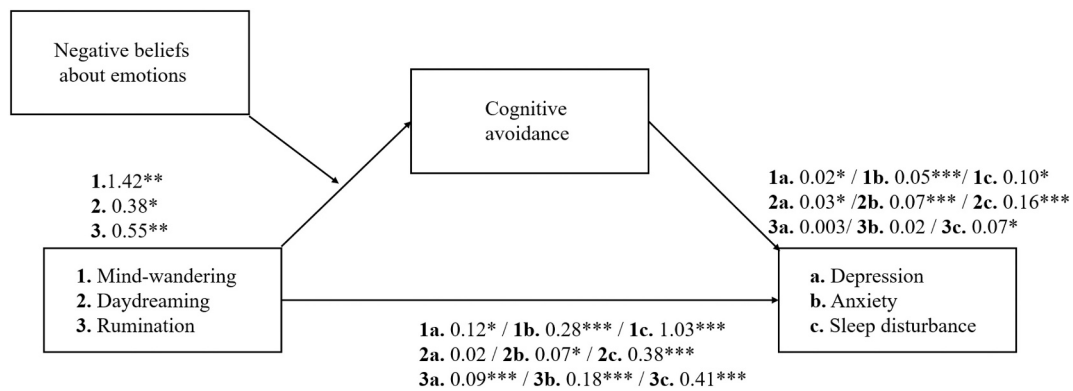 Negative beliefs
about emotions
Cognitive
avoidance
1.1.42**
2. 0.38*
3. 0.55**
1a. 0.02* / 1b. 0.05***/ 1c. 0.10*
2a. 0.03* /2b. 0.07*** / 2c. 0.16***
3a. 0.003/ 3b. 0.02 / 3c. 0.07*
1. Mind-wandering
2. Daydreaming
3. Rumination
a. Depression
b. Anxiety
c. Sleep disturbance
1a. 0.12* / 1b. 0.28*** / 1c. 1.03***
2a. 0.02 / 2b. 0.07* / 2c. 0.38***
3a. 0.09*** / 3b. 0.18*** / 3c. 0.41***